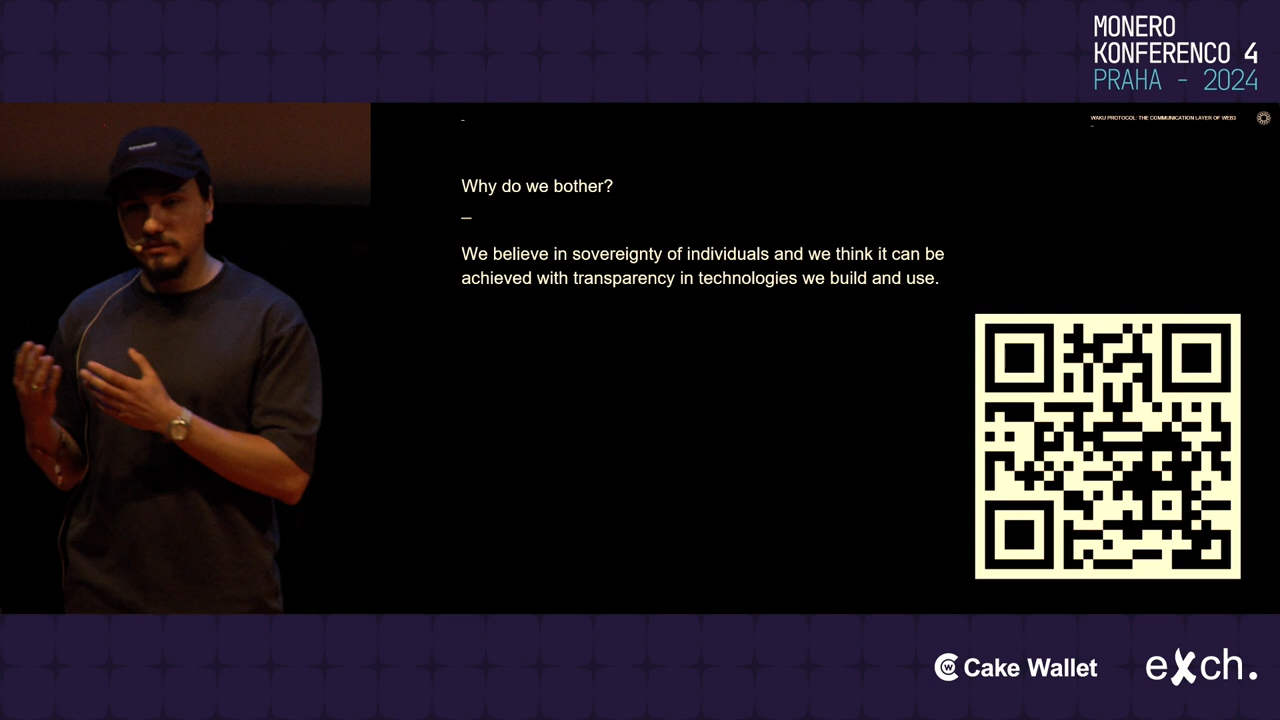 MONERO
KONFERENCO 4
PRAHA - 2024
WAKU PROTOCOL: THE COMMUNICATION LAYER OF WEB3
Why do we bother?
—
We believe in sovereignty of individuals and we think it can be
achieved with transparency in technologies we build and use.
Cake Wallet
eXch.